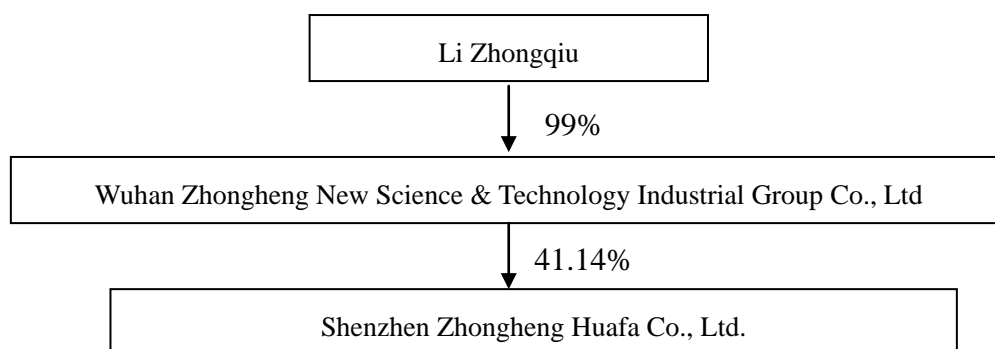 Li Zhongqiu
99%
Wuhan Zhongheng New Science & Technology Industrial Group Co., Ltd
41.14%
Shenzhen Zhongheng Huafa Co., Ltd.